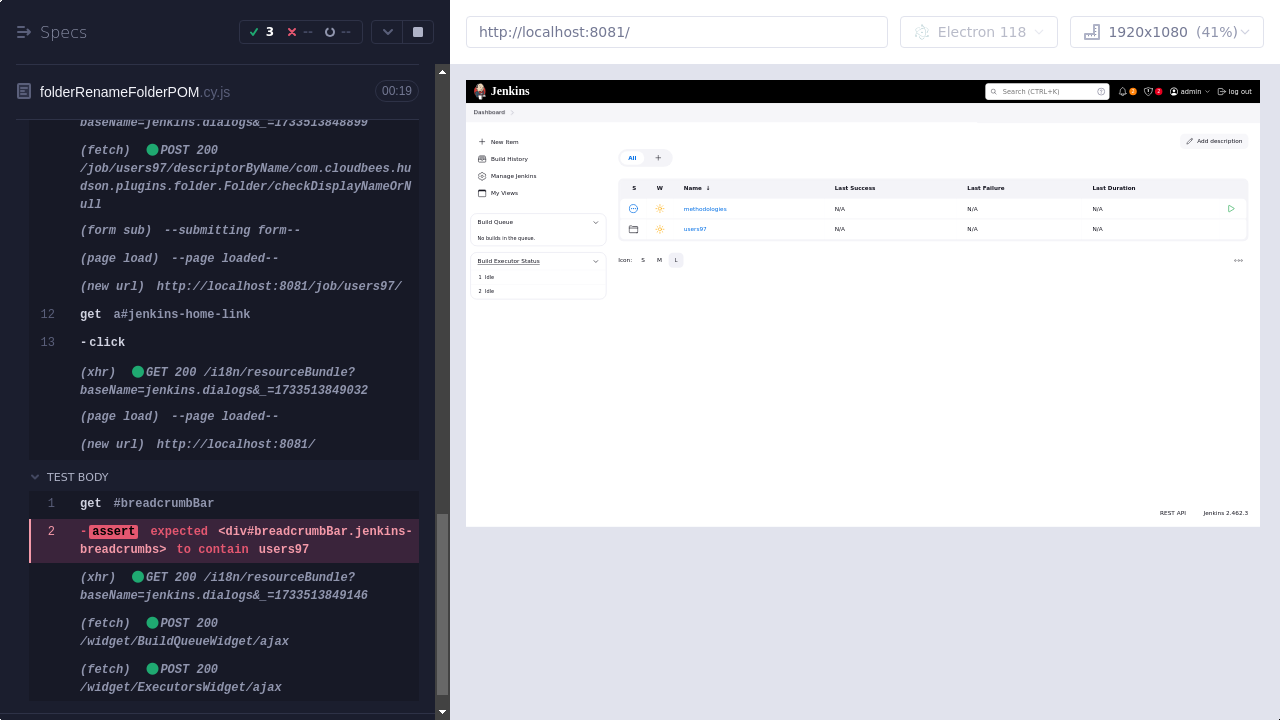 Specs
3
--
--
folderRenameFolderPOM.cy.js
00:19
baseName=jenkins.dialogs&_=1733513848899
(fetch) POST 200
/job/users97/descriptorByName/com.cloudbees.hu
dson.plugins.folder.Folder/checkDisplayNameOrN
ull
(form sub) --submitting form--
(page load) --page loaded--
(new url) http://localhost:8081/job/users97/
12 get a#jenkins-home-link
13 -click
(xhr) GET 200 /i18n/resourceBundle?
baseName=jenkins.dialogs&_=1733513849032
(page load) --page loaded--
(new url) http://localhost:8081/
TEST BODY
1 get #breadcrumbBar
2 -assert expected <div#breadcrumbBar.jenkins-
breadcrumbs> to contain users97
(xhr) GET 200 /i18n/resourceBundle?
baseName=jenkins.dialogs&_=1733513849146
(fetch) POST 200
/widget/BuildQueueWidget/ajax
(fetch) POST 200
/widget/ExecutorsWidget/ajax
http://localhost:8081/
Electron 118
1920x1080 (41%)
Jenkins
Search (CTRL+K)
admin
log out
Dashboard
New Item
Build History
Manage Jenkins
My Views
Build Queue
No builds in the queue.
Build Executor Status
1 Idle
2 Idle
Add description
All +
S W Name ↓ Last Success Last Failure Last Duration
methodologies N/A N/A N/A
users97 N/A N/A N/A
Icon: S M L
REST API Jenkins 2.462.3